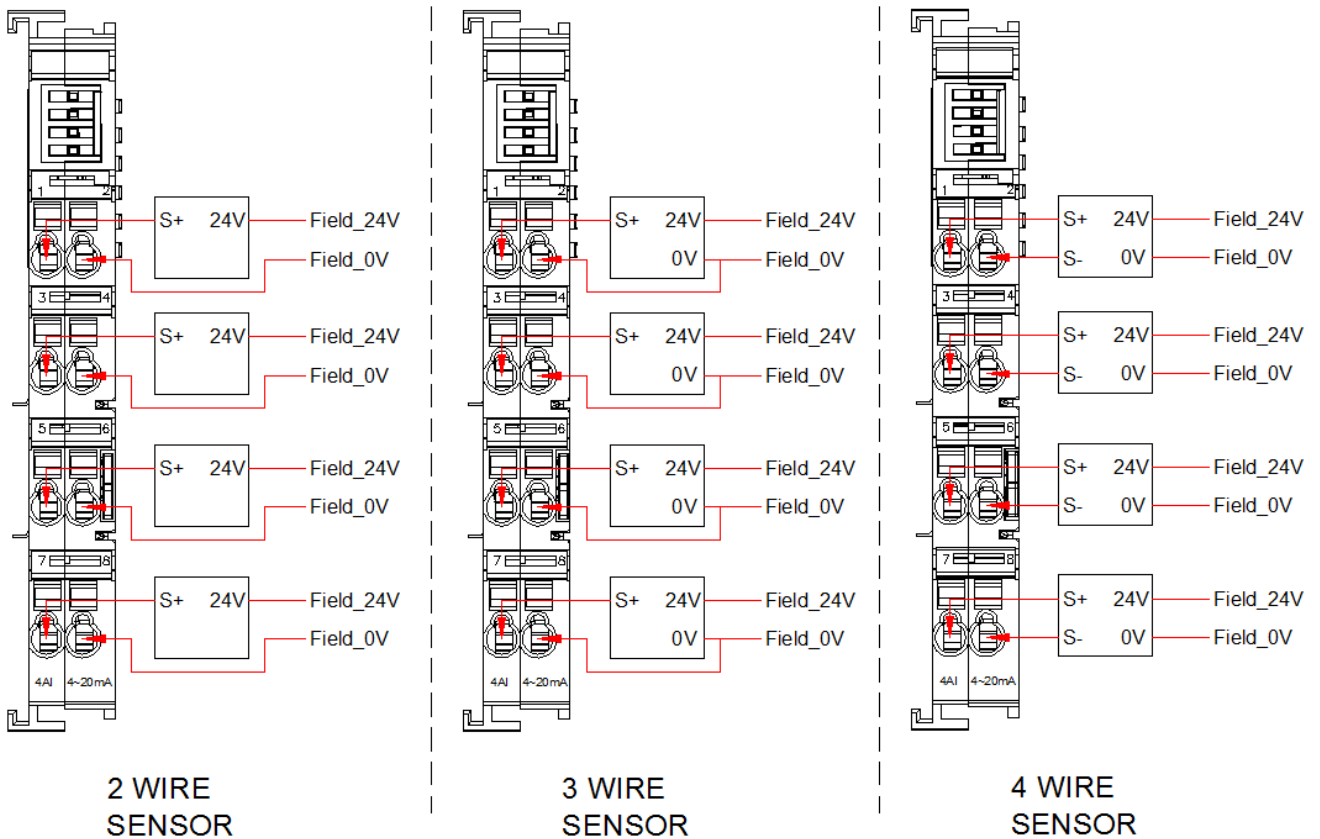 1 2
S+ 24V Field_24V
Field_0V
3 4
S+ 24V Field_24V
Field_0V
5 6
S+ 24V Field_24V
Field_0V
7 8
S+ 24V Field_24V
Field_0V
4AI 4~20mA
2 WIRE
SENSOR
1 2
S+ 24V Field_24V
0V Field_0V
3 4
S+ 24V Field_24V
0V Field_0V
5 6
S+ 24V Field_24V
0V Field_0V
7 8
S+ 24V Field_24V
0V Field_0V
4AI 4~20mA
3 WIRE
SENSOR
1 2
S+ 24V Field_24V
S- 0V Field_0V
3 4
S+ 24V Field_24V
S- 0V Field_0V
5 6
S+ 24V Field_24V
S- 0V Field_0V
7 8
S+ 24V Field_24V
S- 0V Field_0V
4AI 4~20mA
4 WIRE
SENSOR